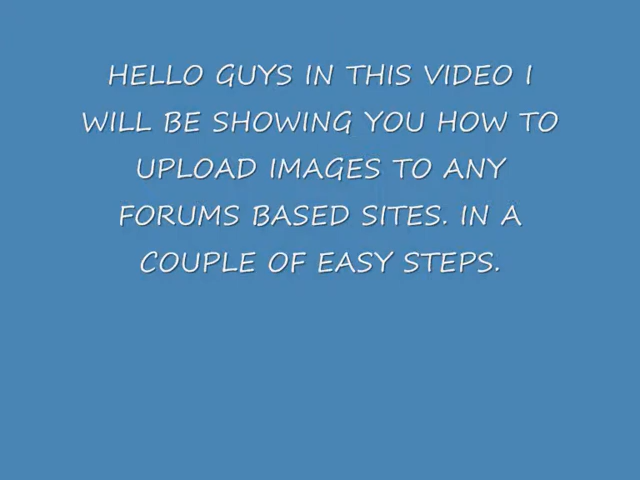 HELLO GUYS IN THIS VIDEO I
WILL BE SHOWING YOU HOW TO
UPLOAD IMAGES TO ANY
FORUMS BASED SITES. IN A
COUPLE OF EASY STEPS.